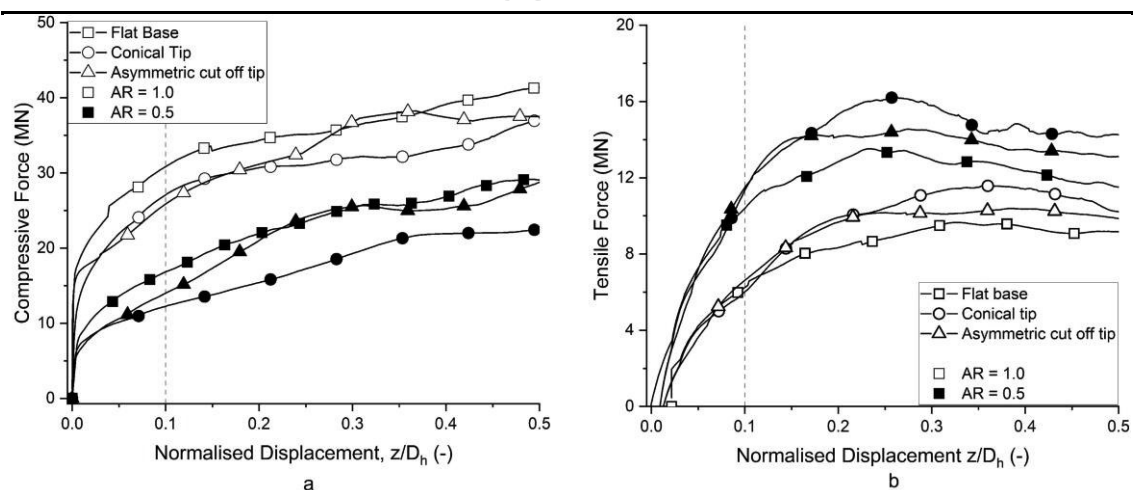 50
40
30
20
10
0
Compressive Force (MN)
Flat Base
Conical Tip
Asymmetric cut off tip
AR = 1.0
AR = 0.5
0.0 0.1 0.2 0.3 0.4 0.5
Normalised Displacement, z/Dₕ (-)
a
20
16
12
8
4
0
Tensile Force (MN)
Flat base
Conical tip
Asymmetric cut off tip
AR = 1.0
AR = 0.5
0.0 0.1 0.2 0.3 0.4 0.5
Normalised Displacement z/Dₕ (-)
b